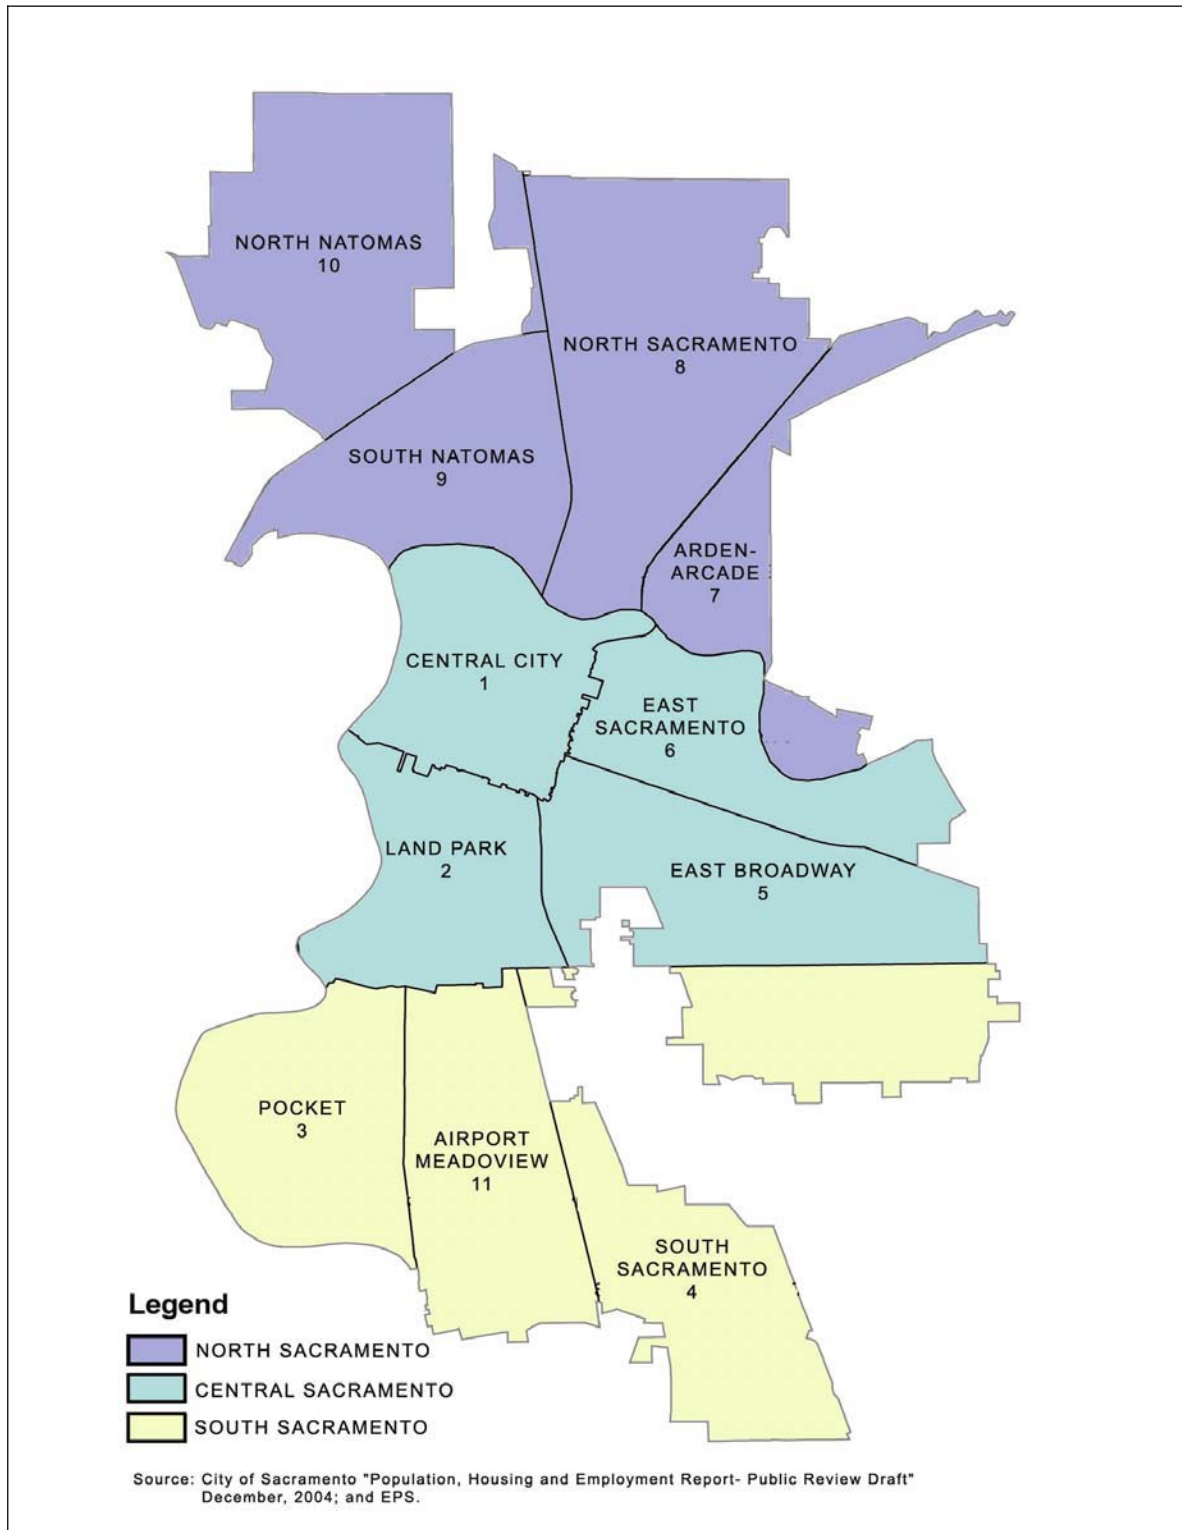 NORTH NATOMAS
10
NORTH SACRAMENTO
8
SOUTH NATOMAS
9
ARDEN-
ARCADE
7
CENTRAL CITY
1
EAST
SACRAMENTO
6
LAND PARK
2
EAST BROADWAY
5
POCKET
3
AIRPORT
MEADOVIEW
11
SOUTH
SACRAMENTO
4
Legend
NORTH SACRAMENTO
CENTRAL SACRAMENTO
SOUTH SACRAMENTO
Source: City of Sacramento "Population, Housing and Employment Report- Public Review Draft"
December, 2004; and EPS.